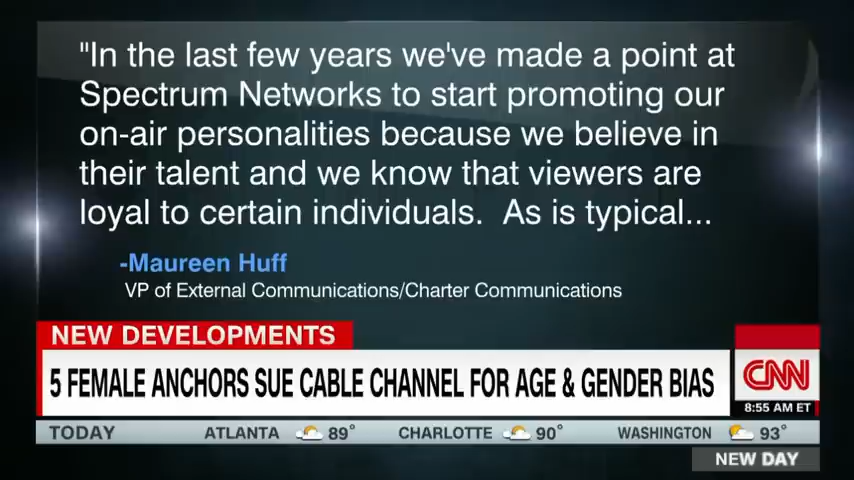 "In the last few years we've made a point at
Spectrum Networks to start promoting our
on-air personalities because we believe in
their talent and we know that viewers are
loyal to certain individuals.  As is typical...
-Maureen Huff
VP of External Communications/Charter Communications
NEW DEVELOPMENTS
5 FEMALE ANCHORS SUE CABLE CHANNEL FOR AGE & GENDER BIAS
CNN
8:55 AM ET
TODAY ATLANTA 89° CHARLOTTE 90° WASHINGTON 93°
NEW DAY